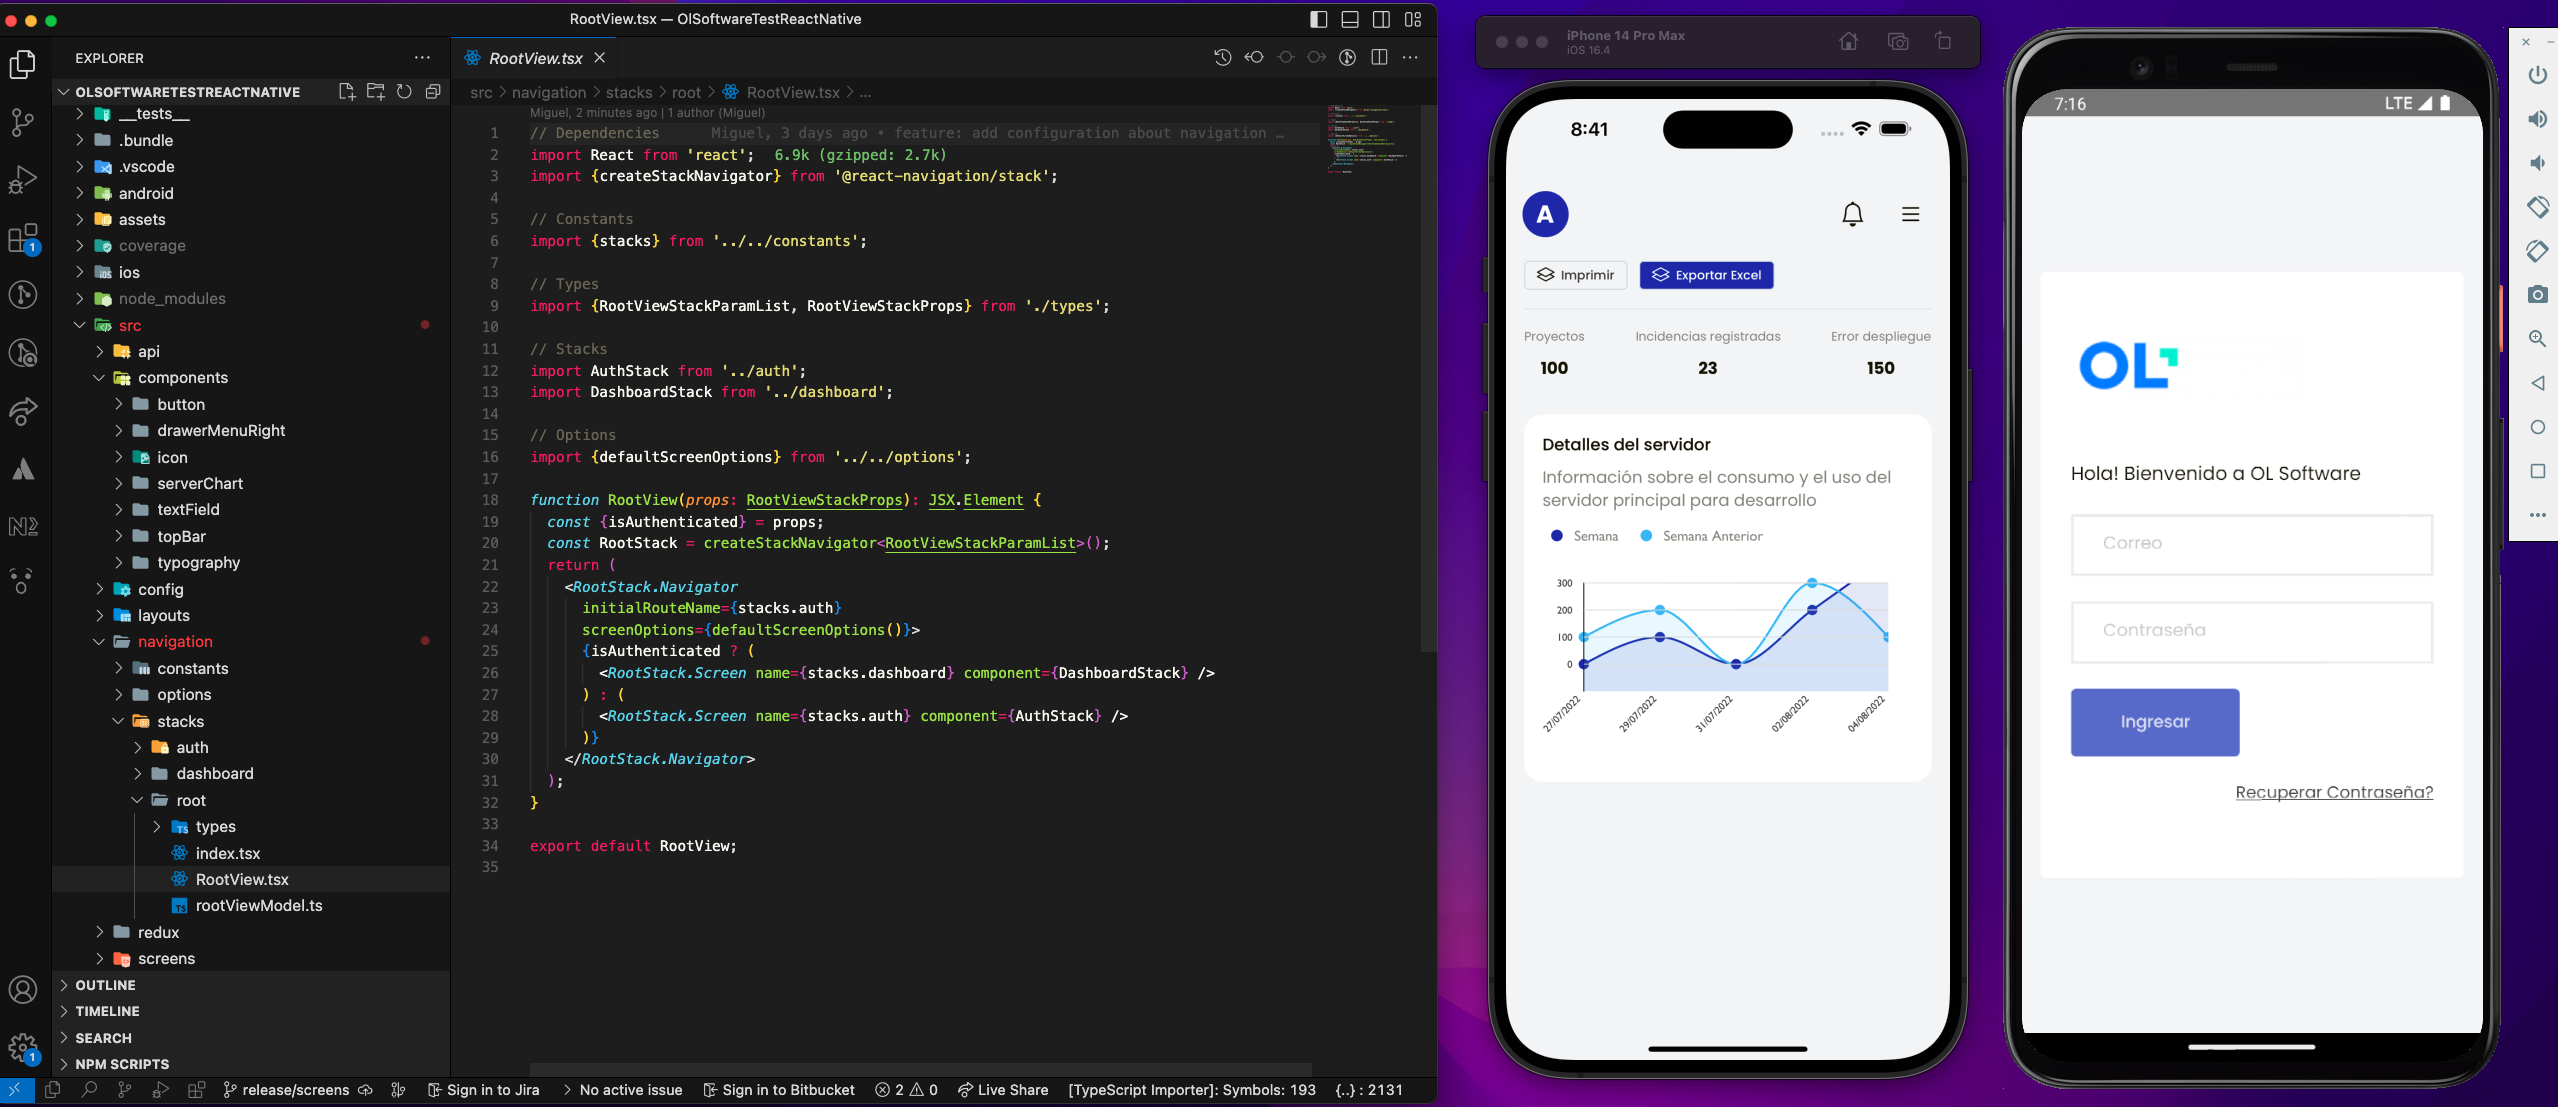 RootView.tsx — OlSoftwareTestReactNative
EXPLORER
OLSOFTWARETESTREACTNATIVE
__tests__
.bundle
.vscode
android
assets
coverage
ios
node_modules
src
api
components
button
drawerMenuRight
icon
serverChart
textField
topBar
typography
config
layouts
navigation
constants
options
stacks
auth
dashboard
root
types
index.tsx
RootView.tsx
rootViewModel.ts
redux
screens
OUTLINE
TIMELINE
SEARCH
NPM SCRIPTS
1
1
RootView.tsx
src > navigation > stacks > root > RootView.tsx > ...
Miguel, 2 minutes ago | 1 author (Miguel)
1 // Dependencies Miguel, 3 days ago • feature: add configuration about navigation …
2 import React from 'react'; 6.9k (gzipped: 2.7k)
3 import {createStackNavigator} from '@react-navigation/stack';
4
5 // Constants
6 import {stacks} from '../../constants';
7
8 // Types
9 import {RootViewStackParamList, RootViewStackProps} from './types';
10
11 // Stacks
12 import AuthStack from '../auth';
13 import DashboardStack from '../dashboard';
14
15 // Options
16 import {defaultScreenOptions} from '../../options';
17
18 function RootView(props: RootViewStackProps): JSX.Element {
19 const {isAuthenticated} = props;
20 const RootStack = createStackNavigator<RootViewStackParamList>();
21 return (
22 <RootStack.Navigator
23 initialRouteName={stacks.auth}
24 screenOptions={defaultScreenOptions()}>
25 {isAuthenticated ? (
26 <RootStack.Screen name={stacks.dashboard} component={DashboardStack} />
27 ) : (
28 <RootStack.Screen name={stacks.auth} component={AuthStack} />
29 )}
30 </RootStack.Navigator>
31 );
32 }
33
34 export default RootView;
35
release/screens
Sign in to Jira
No active issue
Sign in to Bitbucket
2
0
Live Share
[TypeScript Importer]: Symbols: 193
{..} : 2131
iPhone 14 Pro Max
iOS 16.4
8:41
A
Imprimir
Exportar Excel
Proyectos
Incidencias registradas
Error despliegue
100
23
150
Detalles del servidor
Información sobre el consumo y el uso del
servidor principal para desarrollo
Semana
Semana Anterior
300
200
100
0
27/07/2022
29/07/2022
31/07/2022
02/08/2022
04/08/2022
7:16
LTE
OL
Hola! Bienvenido a OL Software
Correo
Contraseña
Ingresar
Recuperar Contraseña?